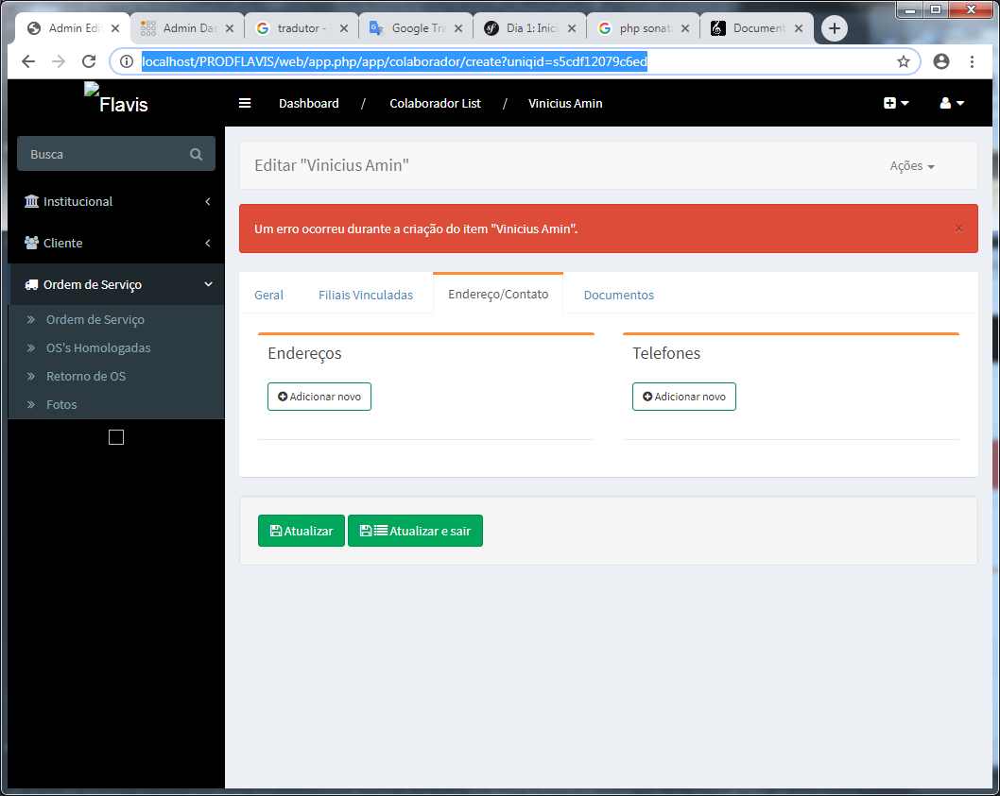 Admin Edi
Admin Das
tradutor -
Google Tra
Dia 1: Inici
php sonata
Document
localhost/PRODFLAVIS/web/app.php/app/colaborador/create?uniqid=s5cdf12079c6ed
Flavis
Dashboard / Colaborador List / Vinicius Amin
Busca
Institucional
Cliente
Ordem de Serviço
Ordem de Serviço
OS's Homologadas
Retorno de OS
Fotos
Editar "Vinicius Amin"
Ações
Um erro ocorreu durante a criação do item "Vinicius Amin".
×
Geral
Filiais Vinculadas
Endereço/Contato
Documentos
Endereços
Adicionar novo
Telefones
Adicionar novo
Atualizar
Atualizar e sair